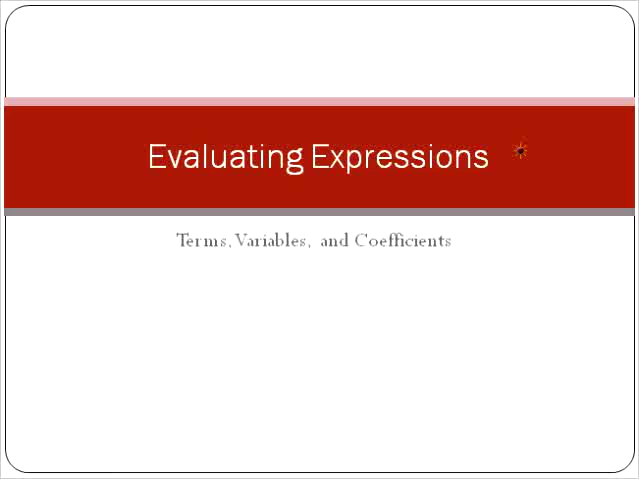 Evaluating Expressions
Terms, Variables, and Coefficients